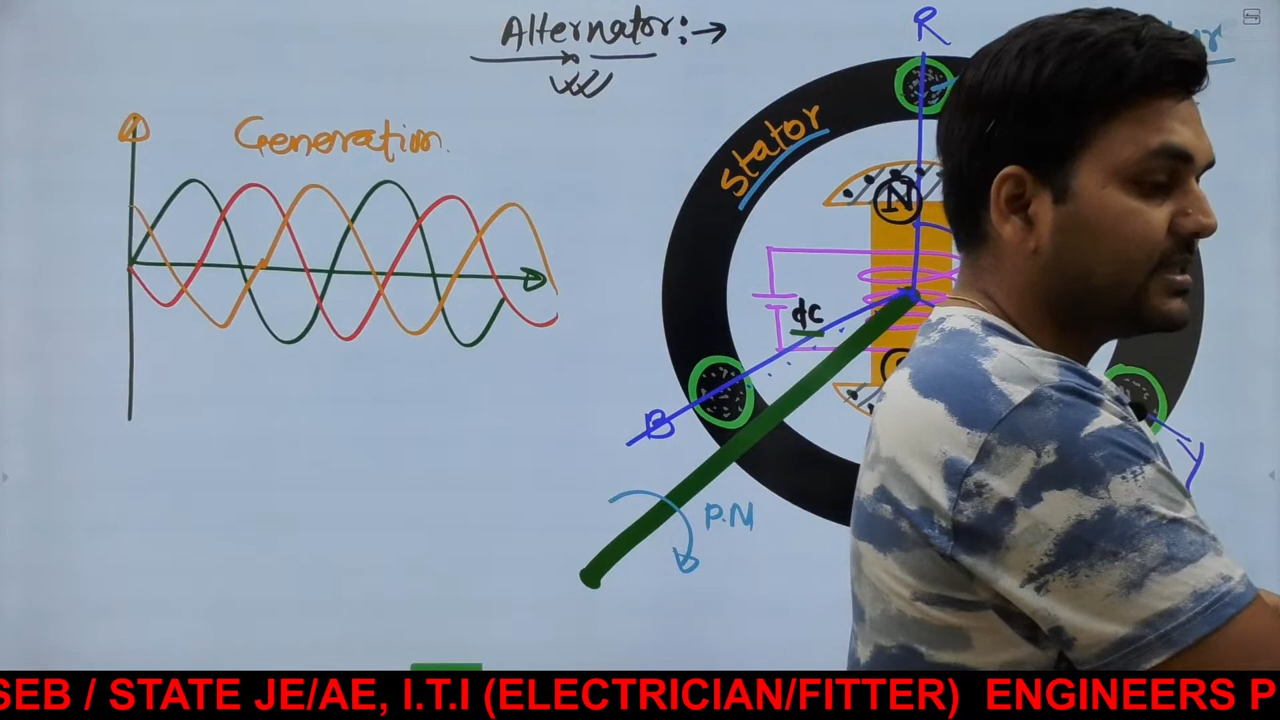 Alternator:→
R
Generation.
Stator
N
dc
B
Y
P.M
SEB / STATE JE/AE, I.T.I (ELECTRICIAN/FITTER) ENGINEERS P